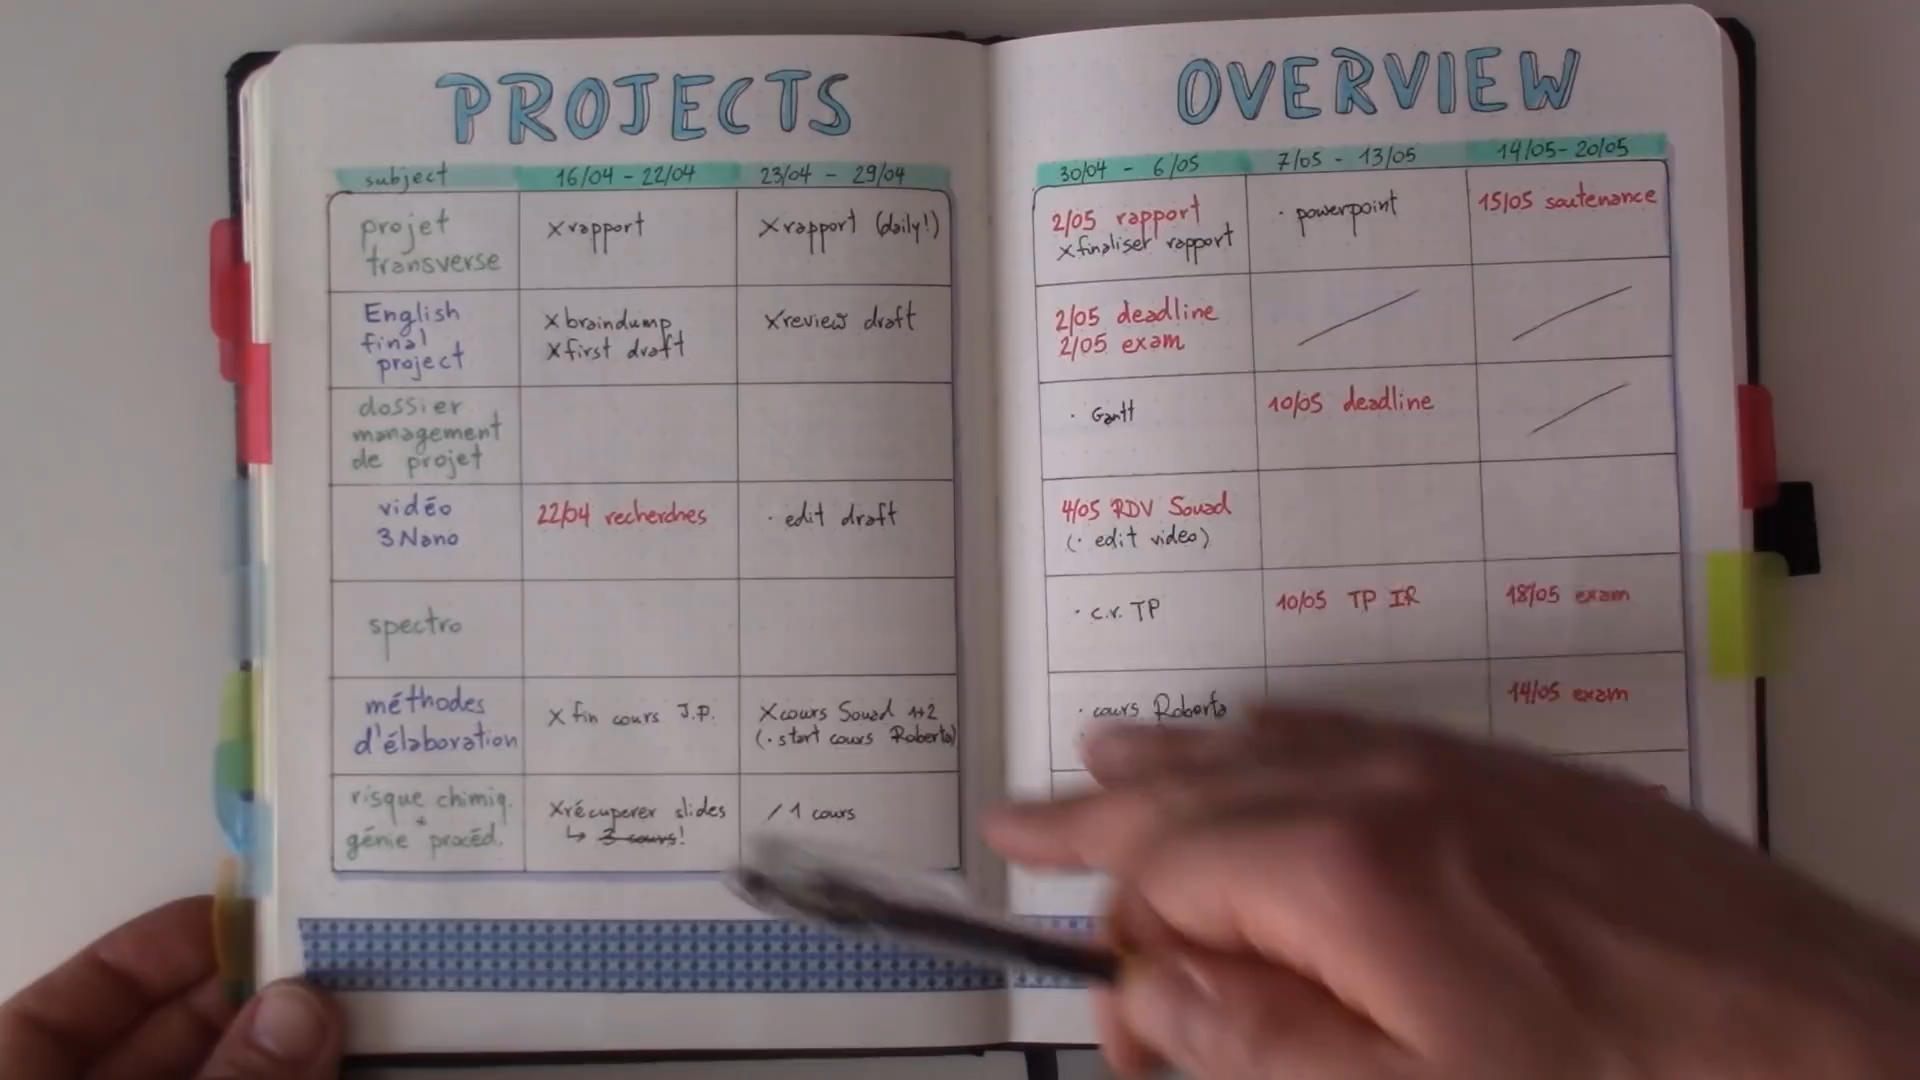 PROJECTS OVERVIEW
subject 16/04 - 22/04 23/04 - 29/04 30/04 - 6/05 7/05 - 13/05 14/05 - 20/05
projet
transverse
x rapport
x rapport (daily!)
2/05 rapport
x finaliser rapport
· powerpoint
15/05 soutenance
English
final
project
x braindump
x first draft
x review draft
2/05 deadline
2/05 exam
dossier
management
de projet
· Gantt
10/05 deadline
vidéo
3 Nano
22/04 recherches
· edit draft
4/05 RDV Souad
(· edit video)
spectro
· c.r. TP
10/05 TP IR
18/05 exam
méthodes
d'élaboration
x fin cours J.P.
x cours Souad 1+2
(· start cours Roberta)
· cours Roberta
14/05 exam
risque chimiq.
+
génie procéd.
x récuperer slides
↳ 3 cours!
/ 1 cours